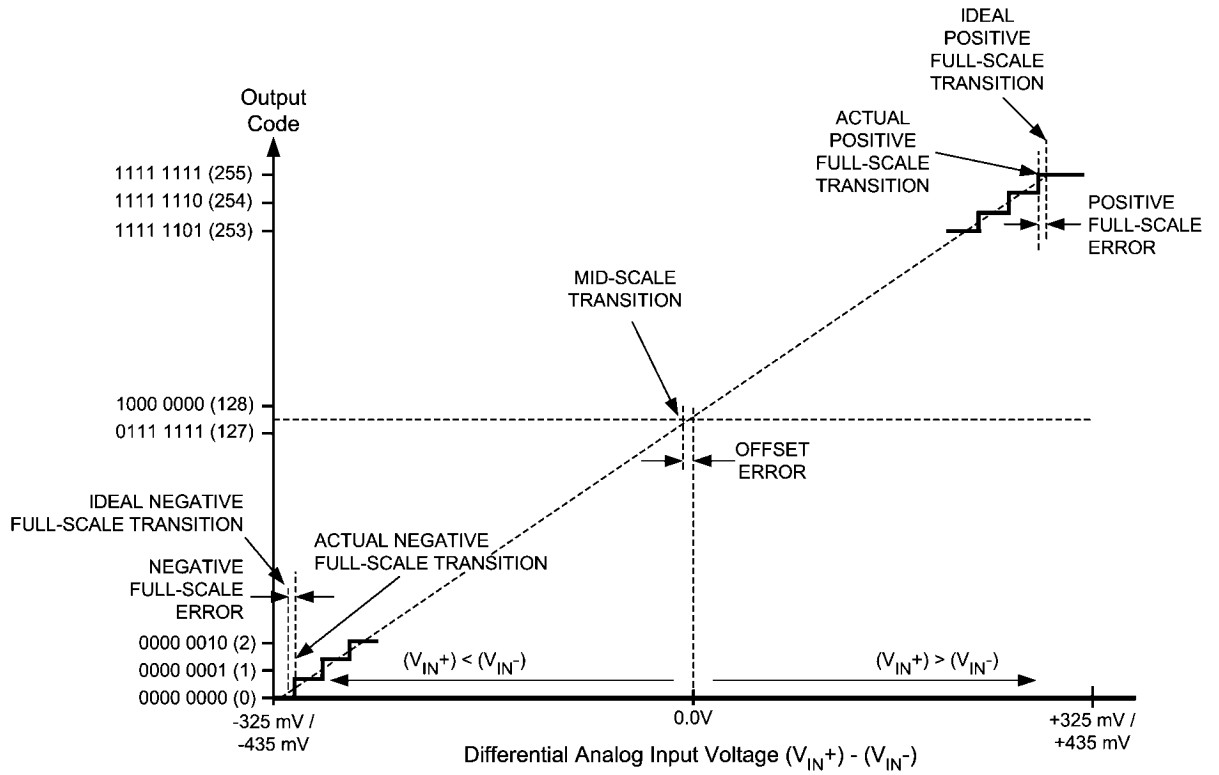 IDEAL
POSITIVE
FULL-SCALE
TRANSITION
Output
Code
ACTUAL
POSITIVE
FULL-SCALE
TRANSITION
1111 1111 (255)
1111 1110 (254)
1111 1101 (253)
POSITIVE
FULL-SCALE
ERROR
MID-SCALE
TRANSITION
1000 0000 (128)
0111 1111 (127)
OFFSET
ERROR
IDEAL NEGATIVE
FULL-SCALE TRANSITION
ACTUAL NEGATIVE
FULL-SCALE TRANSITION
NEGATIVE
FULL-SCALE
ERROR
0000 0010 (2)
0000 0001 (1)
0000 0000 (0)
(VIN+) < (VIN-)
(VIN+) > (VIN-)
-325 mV /
-435 mV
0.0V
+325 mV /
+435 mV
Differential Analog Input Voltage (VIN+) - (VIN-)